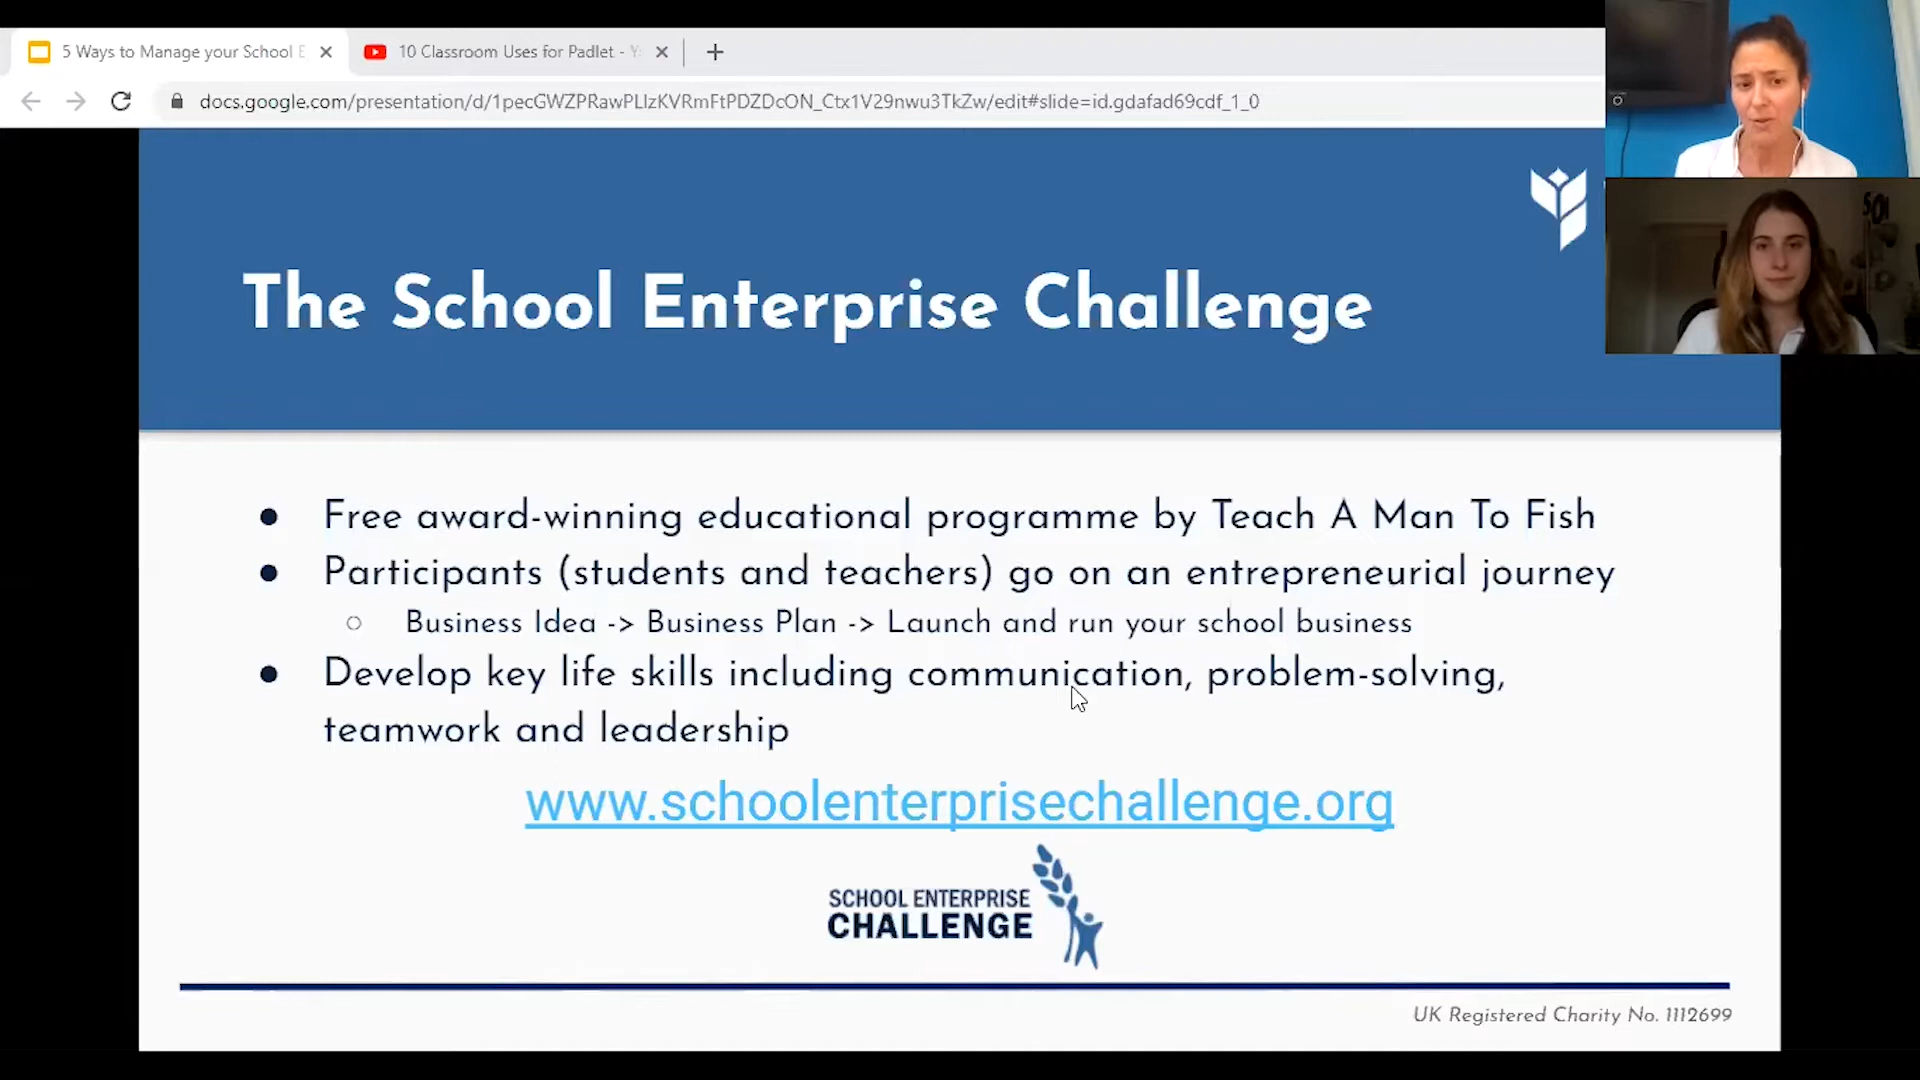 5 Ways to Manage your School E
10 Classroom Uses for Padlet - Y
docs.google.com/presentation/d/1pecGWZPRawPLIzKVRmFtPDZDcON_Ctx1V29nwu3TkZw/edit#slide=id.gdafad69cdf_1_0
The School Enterprise Challenge
Free award-winning educational programme by Teach A Man To Fish
Participants (students and teachers) go on an entrepreneurial journey
Business Idea -> Business Plan -> Launch and run your school business
Develop key life skills including communication, problem-solving,
teamwork and leadership
www.schoolenterprisechallenge.org
SCHOOL ENTERPRISE
CHALLENGE
UK Registered Charity No. 1112699